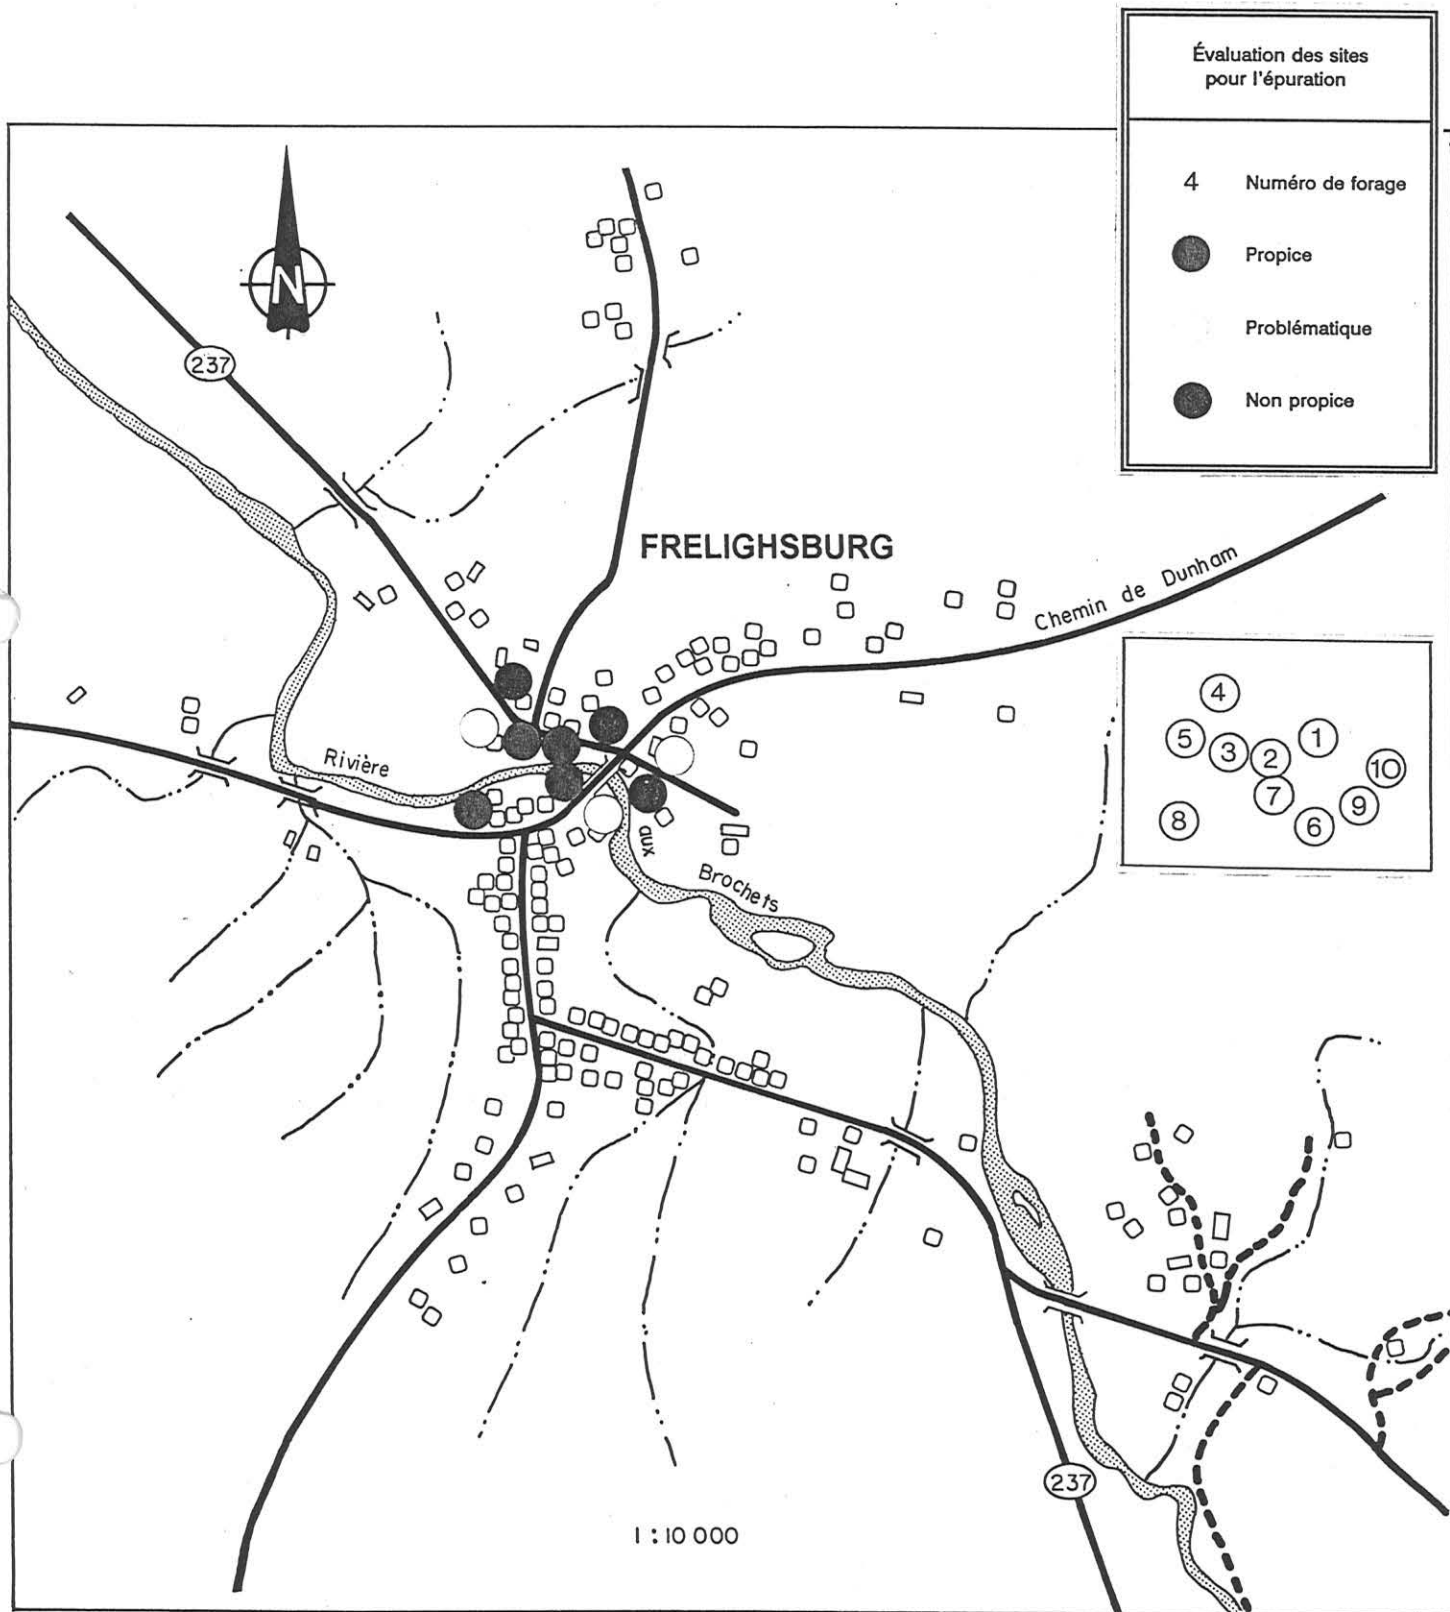 Évaluation des sites
pour l'épuration
4 Numéro de forage
Propice
Problématique
Non propice
N
237
FRELIGHSBURG
Chemin de Dunham
Rivière
aux
Brochets
4
5
3
2
1
10
7
9
8
6
237
1:10 000